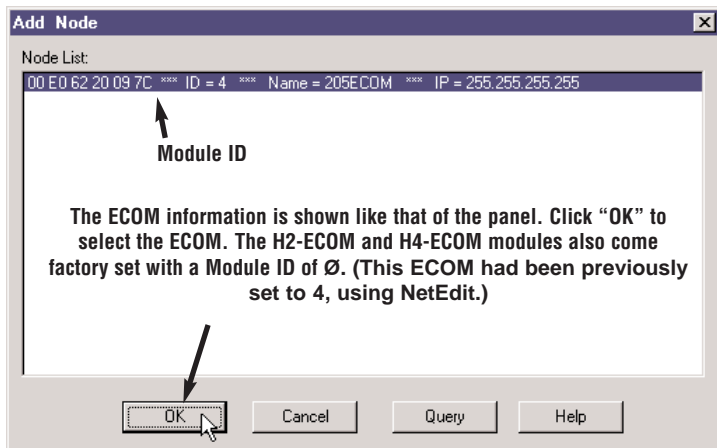 Add Node
Node List:
00 E0 62 20 09 7C *** ID = 4 *** Name = 205ECOM *** IP = 255.255.255.255
Module ID
The ECOM information is shown like that of the panel. Click “OK” to
select the ECOM. The H2-ECOM and H4-ECOM modules also come
factory set with a Module ID of Ø. (This ECOM had been previously
set to 4, using NetEdit.)
OK Cancel Query Help